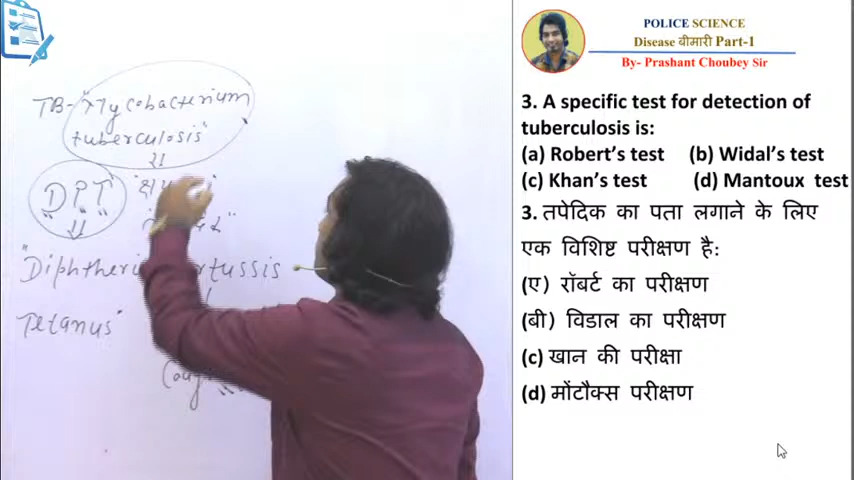 POLICE SCIENCE
Disease बीमारी Part-1
By- Prashant Choubey Sir
TB- "Mycobacterium
tuberculosis"
DPT
"Diphtheri
tussis
Tetanus"
3. A specific test for detection of
tuberculosis is:
(a) Robert's test (b) Widal's test
(c) Khan's test (d) Mantoux test
3. तपेदिक का पता लगाने के लिए
एक विशिष्ट परीक्षण है:
(ए) रॉबर्ट का परीक्षण
(बी) विडाल का परीक्षण
(c) खान की परीक्षा
(d) मोंटौक्स परीक्षण